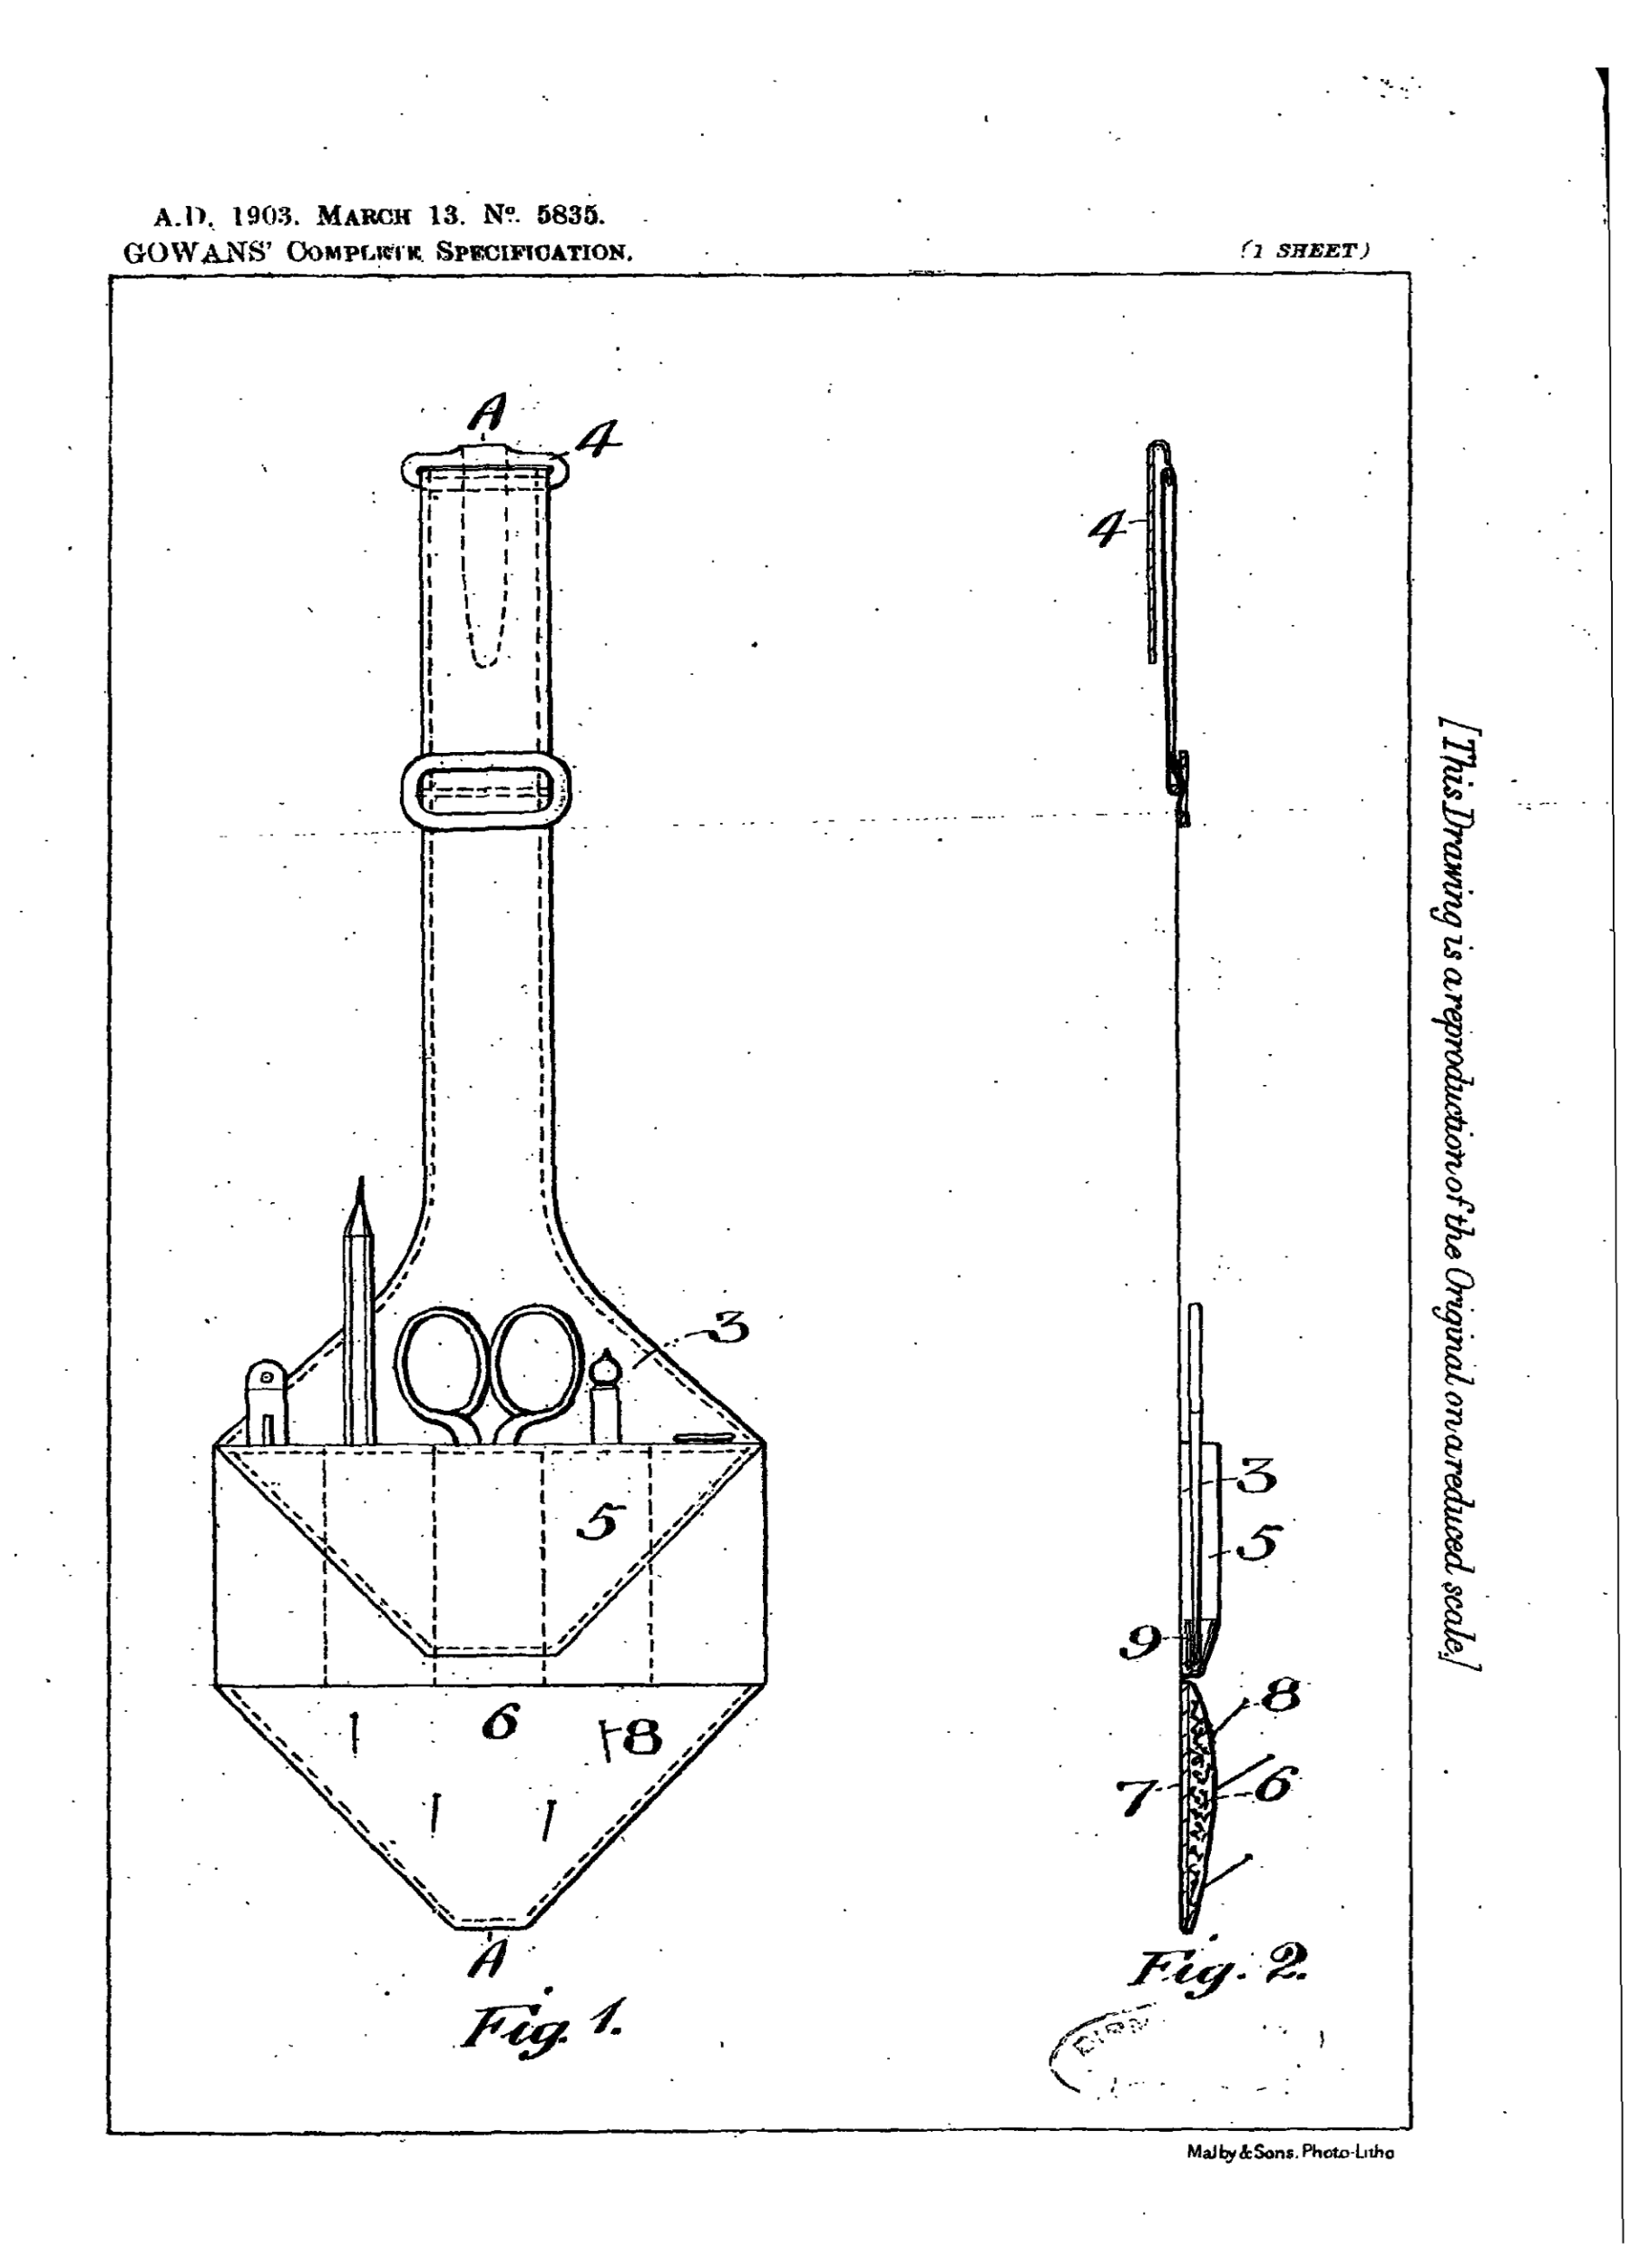 A.D. 1903. MARCH 13. No. 5835.
GOWANS' COMPLETE SPECIFICATION.
(1 SHEET)
A
4
3
5
6
8
A
Fig. 1.
4
3
5
9
8
7
6
Fig. 2.
[This Drawing is a reproduction of the Original on a reduced scale.]
Malby & Sons. Photo-Litho